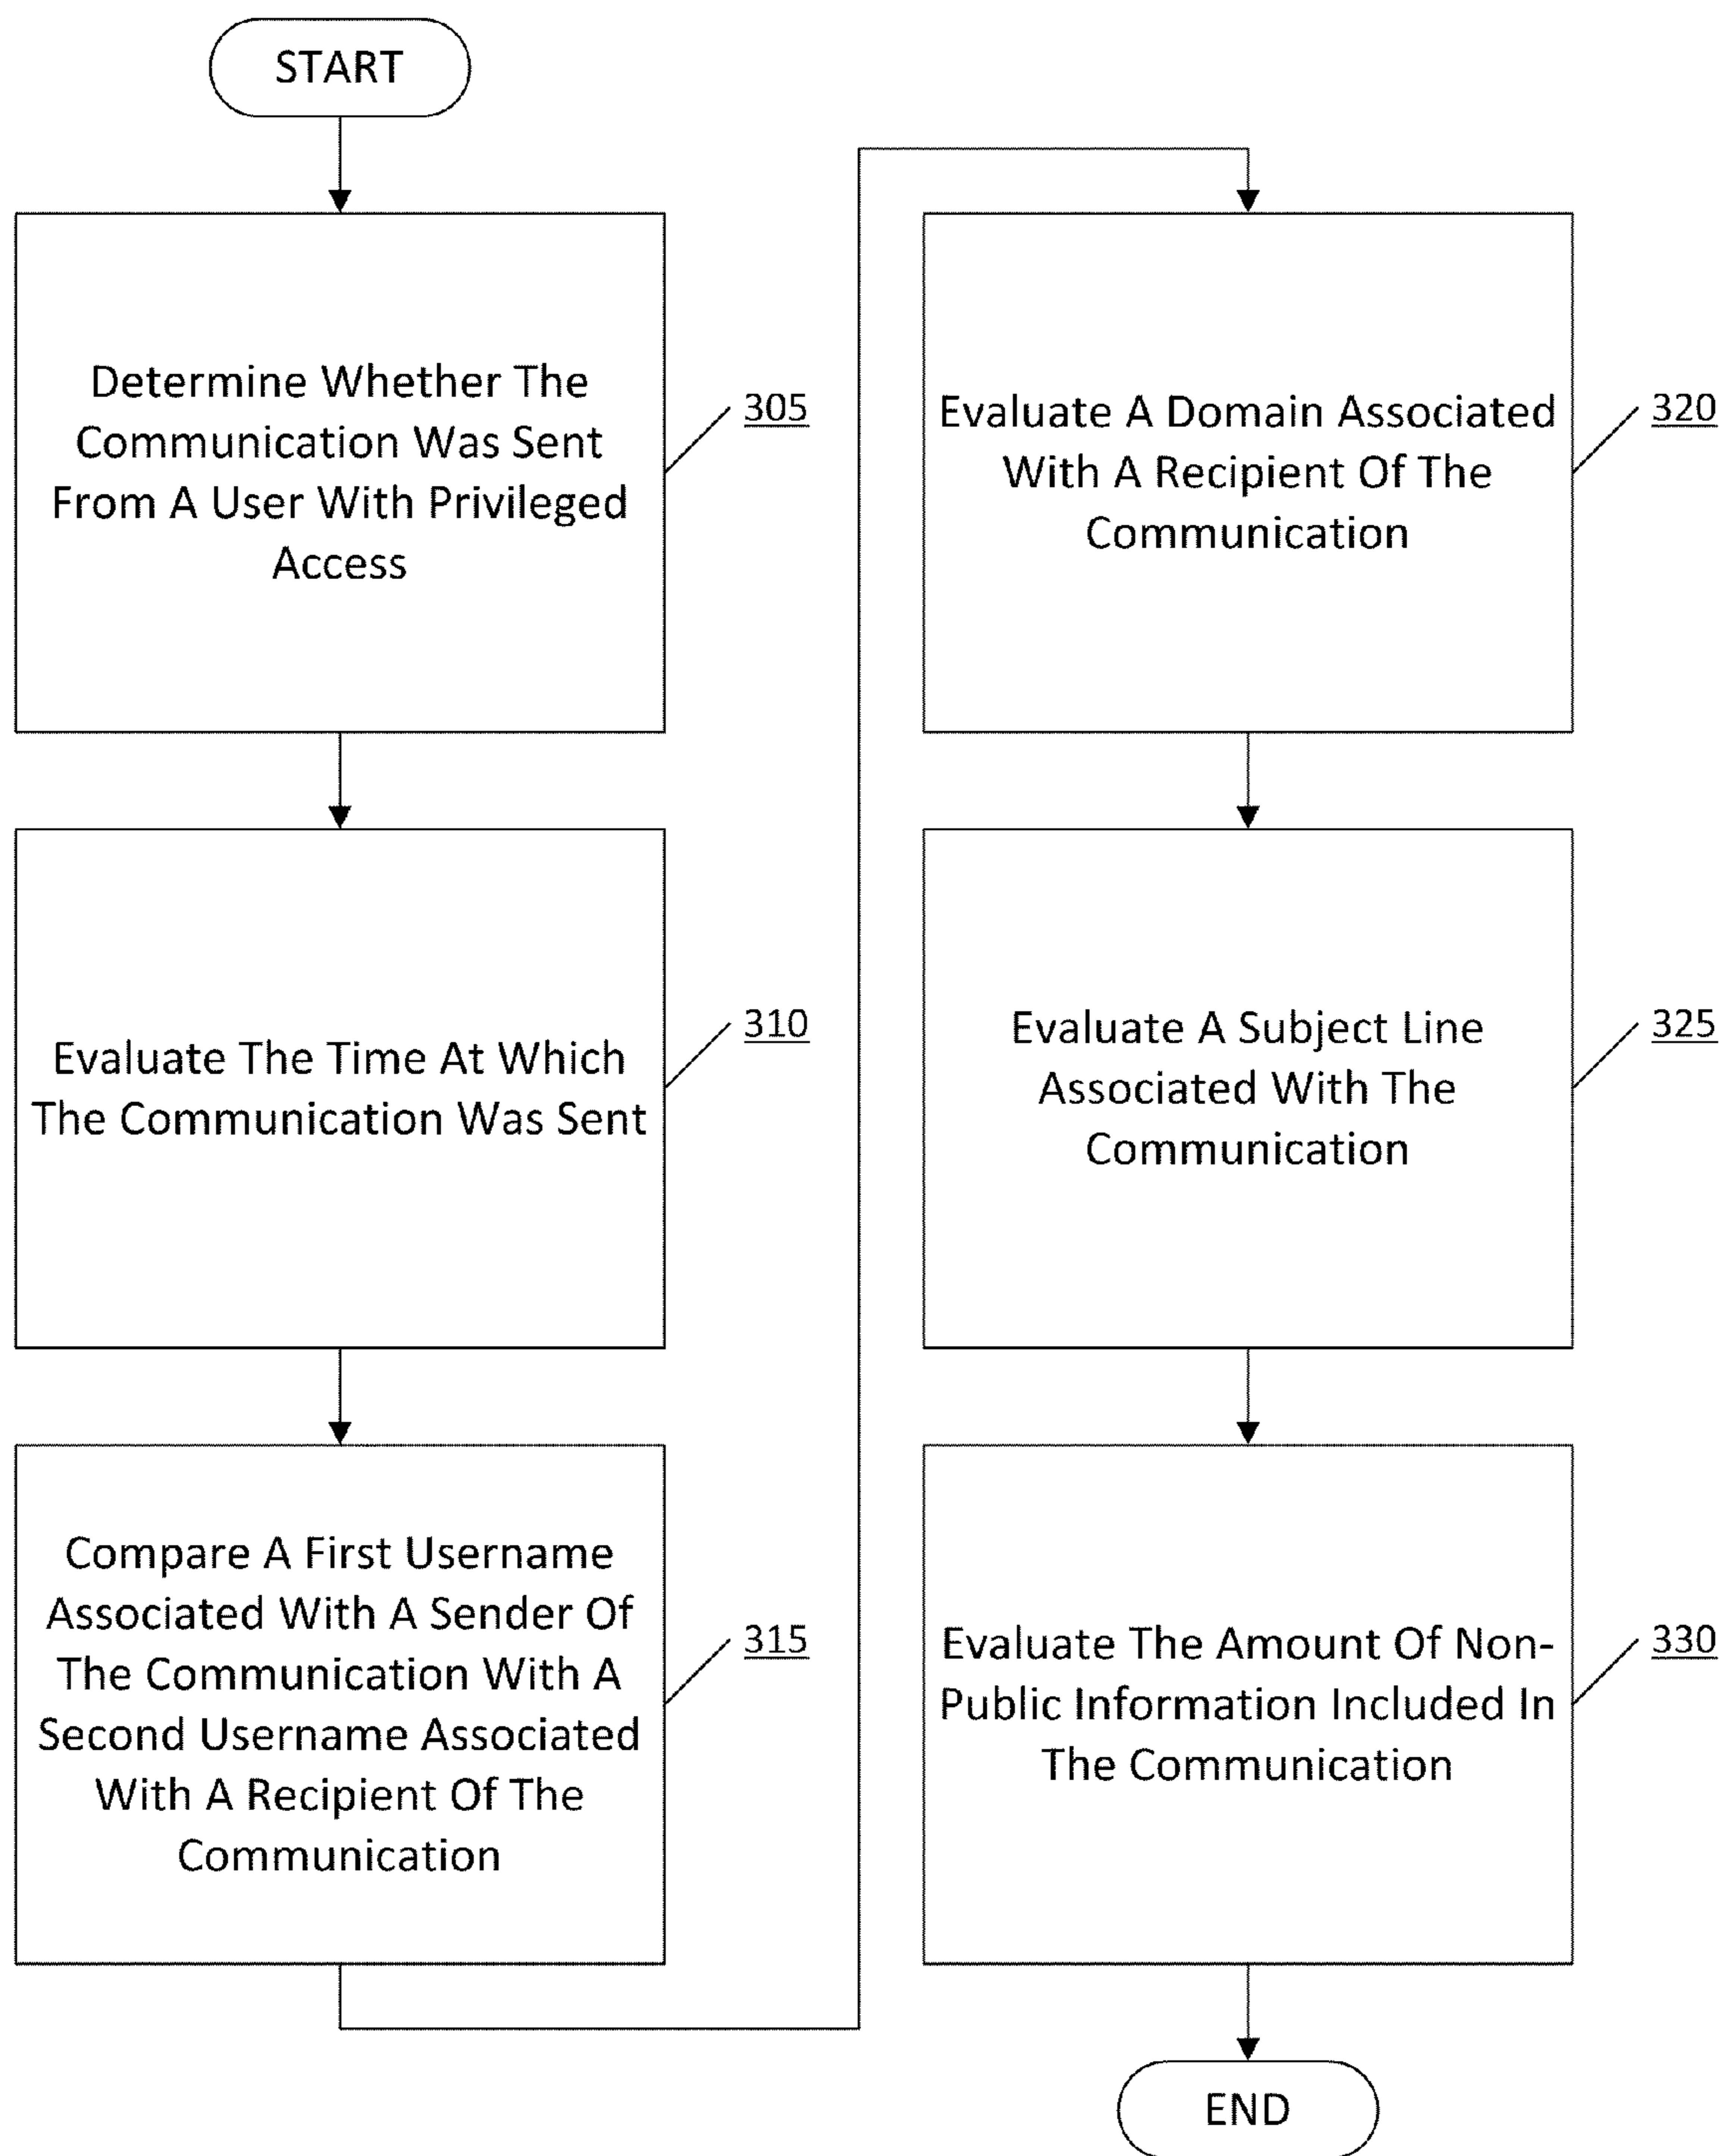 START
Determine Whether The
Communication Was Sent
From A User With Privileged
Access
305
Evaluate The Time At Which
The Communication Was Sent
310
Compare A First Username
Associated With A Sender Of
The Communication With A
Second Username Associated
With A Recipient Of The
Communication
315
Evaluate A Domain Associated
With A Recipient Of The
Communication
320
Evaluate A Subject Line
Associated With The
Communication
325
Evaluate The Amount Of Non-
Public Information Included In
The Communication
330
END